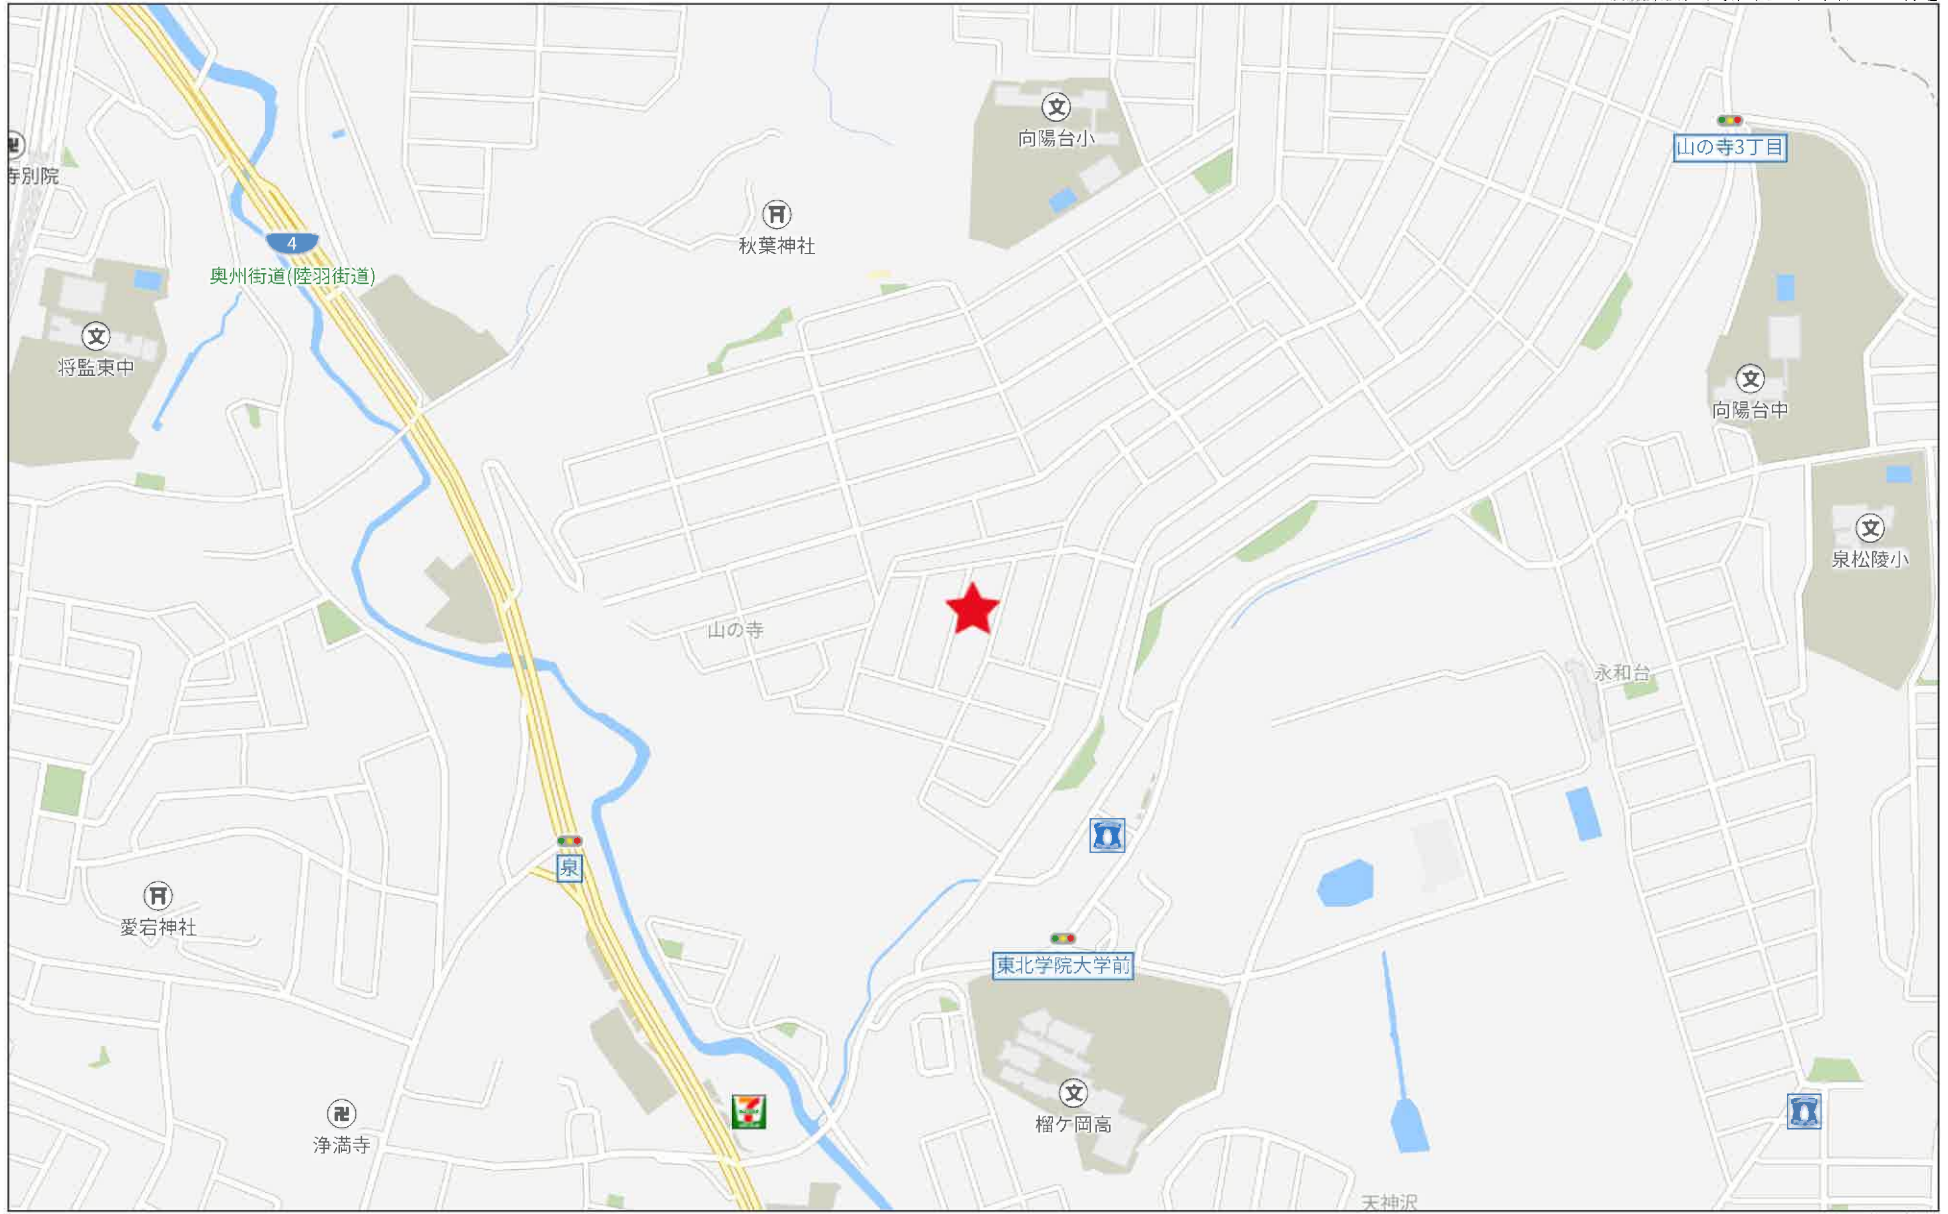 向陽台小
山の寺3丁目
寺別院
秋葉神社
4
奥州街道(陸羽街道)
将監東中
向陽台中
泉松陵小
山の寺
永和台
泉
愛宕神社
東北学院大学前
榴ケ岡高
浄満寺
天神沢